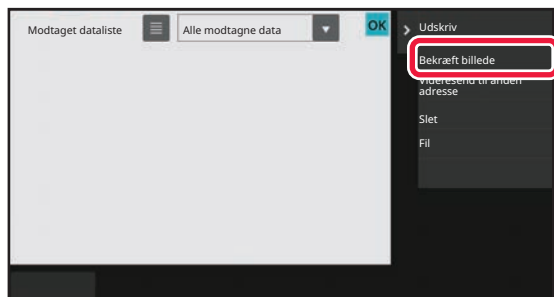 Modtaget dataliste
Alle modtagne data
OK
Udskriv
Bekræft billede
Videresend til anden
adresse
Slet
Fil